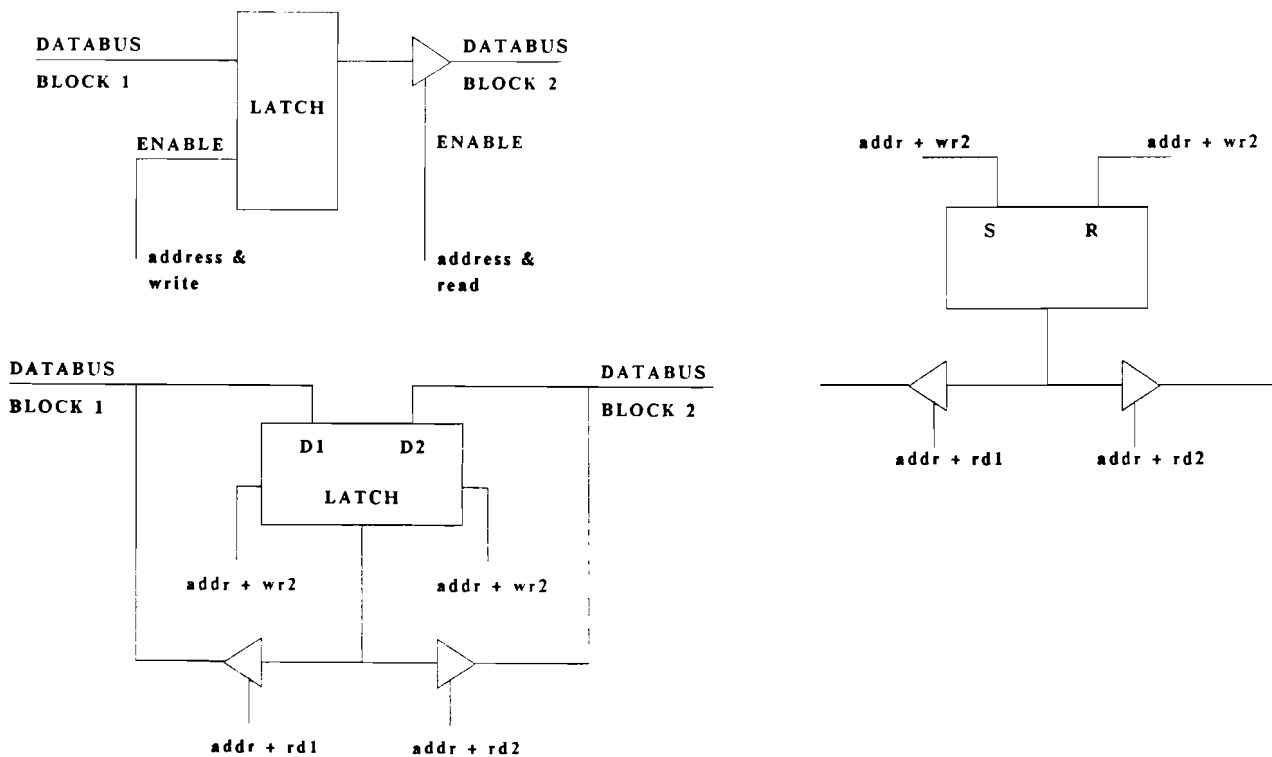 DATABUS
BLOCK 1
LATCH
ENABLE
address &
write
DATABUS
BLOCK 2
ENABLE
address &
read
addr + wr2
addr + wr2
S R
addr + rd1
addr + rd2
DATABUS
BLOCK 1
D1 D2
LATCH
DATABUS
BLOCK 2
addr + wr2
addr + wr2
addr + rd1
addr + rd2